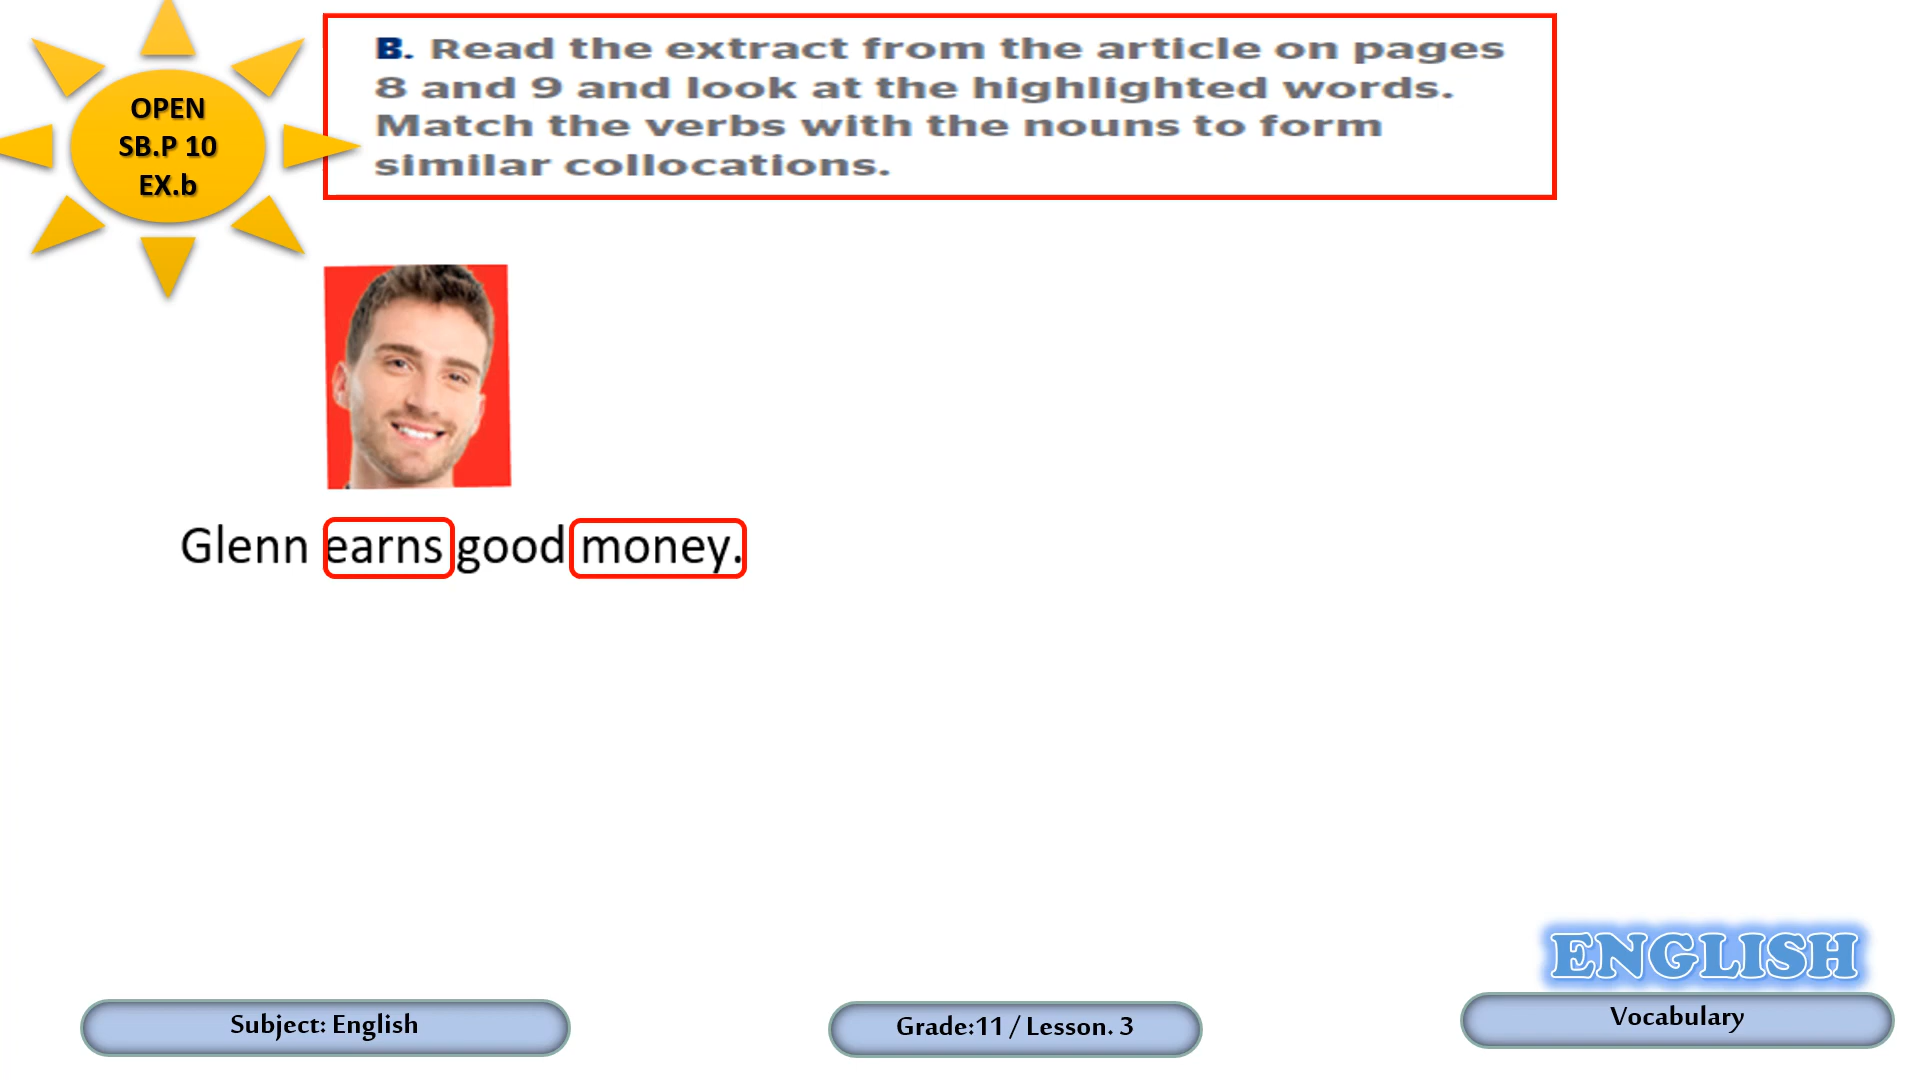 OPEN
SB.P 10
EX.b
B. Read the extract from the article on pages
8 and 9 and look at the highlighted words.
Match the verbs with the nouns to form
similar collocations.
Glenn earns good money.
ENGLISH
Subject: English
Grade:11 / Lesson. 3
Vocabulary